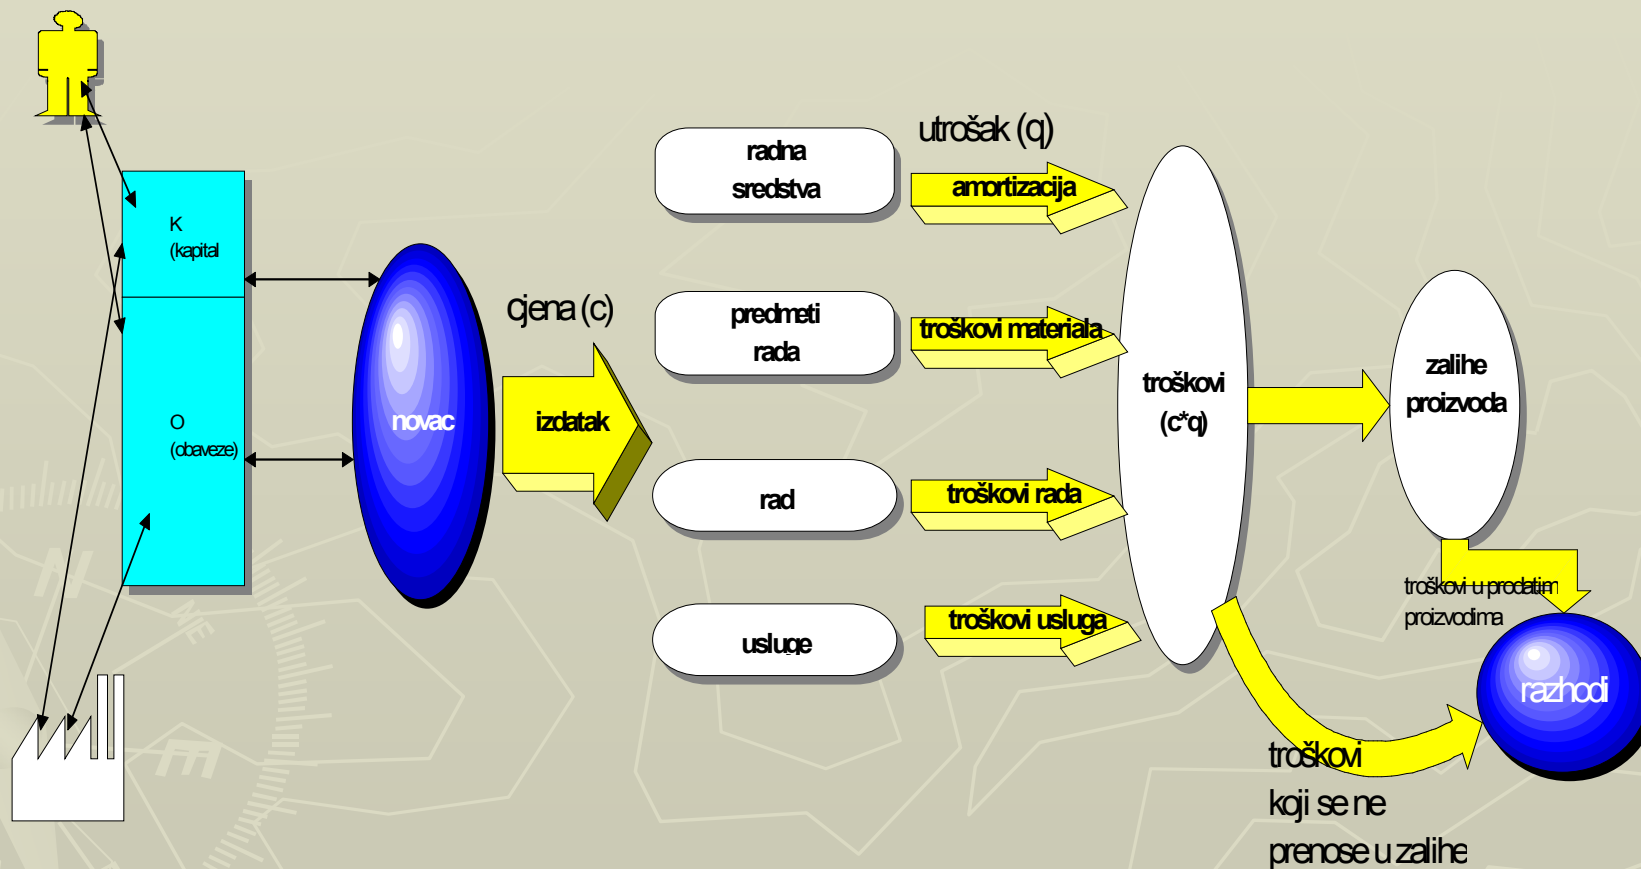 K
(kapital
O
(obaveze)
novac
cjena (c)
izdatak
radna
sredstva
predmeti
rada
rad
usluge
utrošak (q)
amortizacija
troškovi materiala
troškovi rada
troškovi usluga
troškovi
(c*q)
zalihe
proizvoda
troškovi u prodatim
proizvodima
razhodi
troškovi
koji se ne
prenose u zalihe
N
NE
E